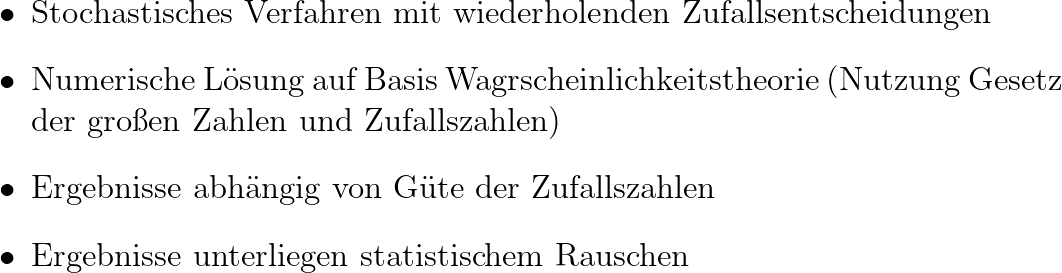 • Stochastisches Verfahren mit wiederholenden Zufallsentscheidungen
• Numerische Lösung auf Basis Wagrscheinlichkeitstheorie (Nutzung Gesetz
der großen Zahlen und Zufallszahlen)
• Ergebnisse abhängig von Güte der Zufallszahlen
• Ergebnisse unterliegen statistischem Rauschen